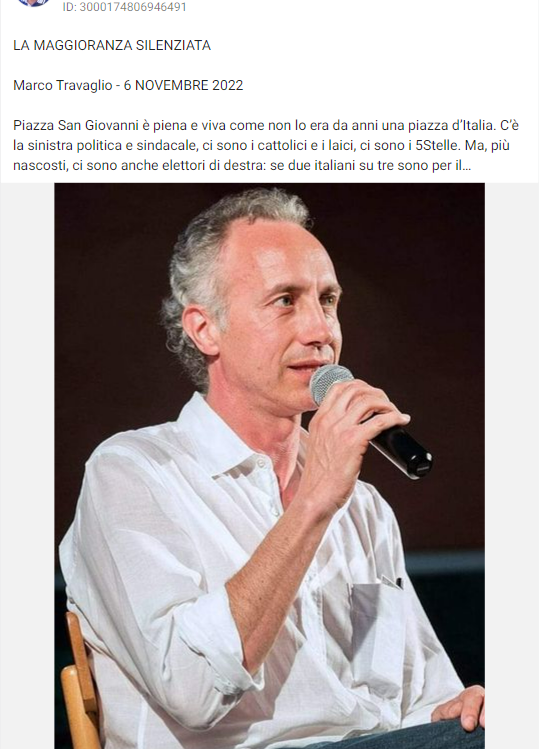 ID: 3000174806946491
LA MAGGIORANZA SILENZIATA
Marco Travaglio - 6 NOVEMBRE 2022
Piazza San Giovanni è piena e viva come non lo era da anni una piazza d’Italia. C’è
la sinistra politica e sindacale, ci sono i cattolici e i laici, ci sono i 5Stelle. Ma, più
nascosti, ci sono anche elettori di destra: se due italiani su tre sono per il…